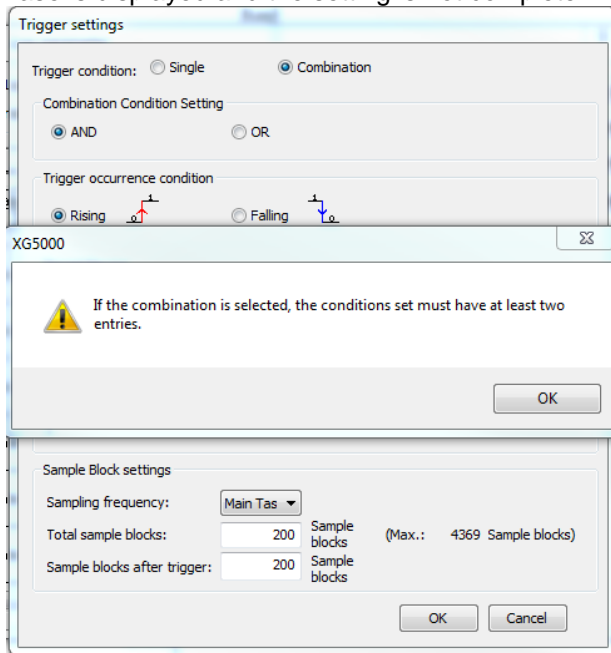 Trigger settings
Trigger condition: Single Combination
Combination Condition Setting
AND OR
Trigger occurrence condition
Rising Falling
XG5000
If the combination is selected, the conditions set must have at least two
entries.
OK
Sample Block settings
Sampling frequency: Main Tas
Total sample blocks: 200 Sample blocks (Max.: 4369 Sample blocks)
Sample blocks after trigger: 200 Sample blocks
OK Cancel